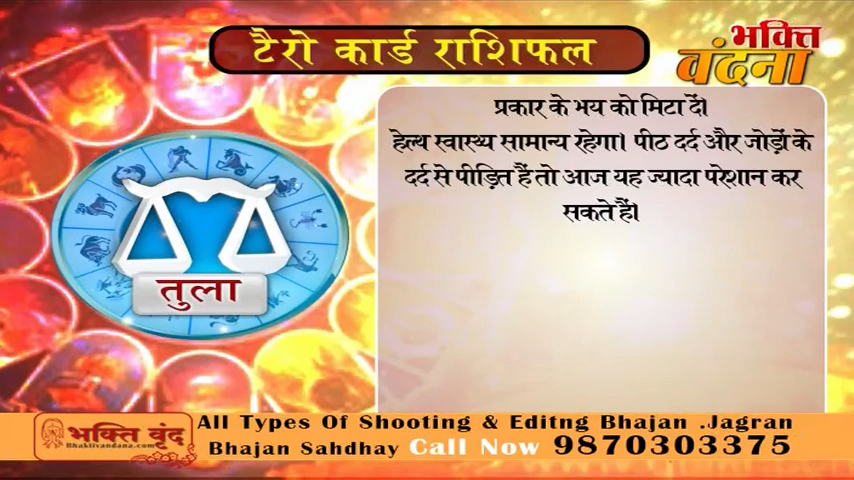 टैरो कार्ड राशिफल
भक्ति
वंदना
प्रकार के भय को मिटा दें।
हेल्थ स्वास्थ सामान्य रहेगा। पीठ दर्द और जोड़ों के
दर्द से पीड़ित हैं तो आज यह ज्यादा परेशान कर
सकते हैं।
तुला
भक्ति वृंद
Bhaktivandana.com
All Types Of Shooting & Editng Bhajan .Jagran
Bhajan Sahdhay Call Now 9870303375